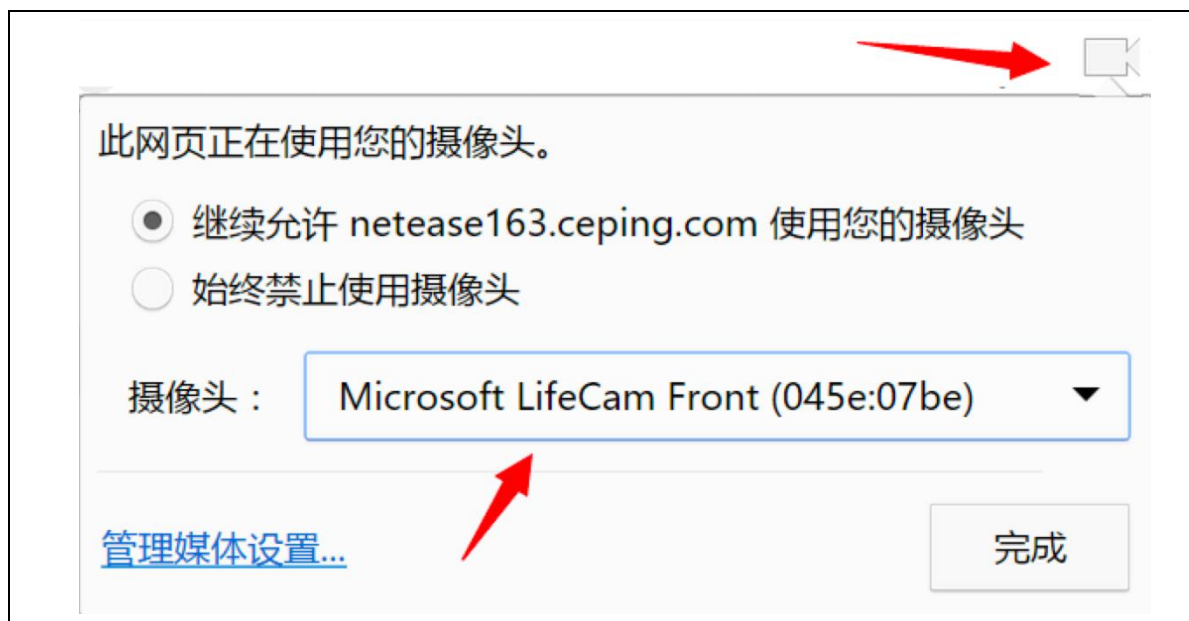 此网页正在使用您的摄像头。
继续允许 netease163.ceping.com 使用您的摄像头
始终禁止使用摄像头
摄像头：
Microsoft LifeCam Front (045e:07be)
管理媒体设置...
完成